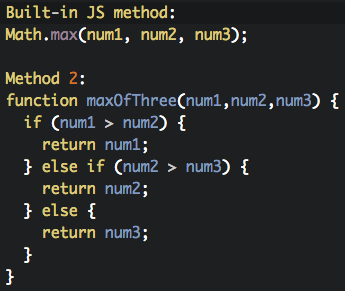 Built-in JS method:
Math.max(num1, num2, num3);
Method 2:
function maxOfThree(num1,num2,num3) {
  if (num1 > num2) {
    return num1;
  } else if (num2 > num3) {
    return num2;
  } else {
    return num3;
  }
}